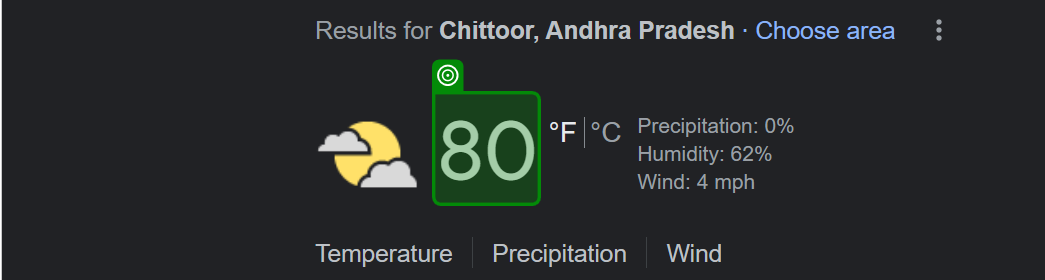 Results for Chittoor, Andhra Pradesh · Choose area
80 °F | °C
Precipitation: 0%
Humidity: 62%
Wind: 4 mph
Temperature | Precipitation | Wind